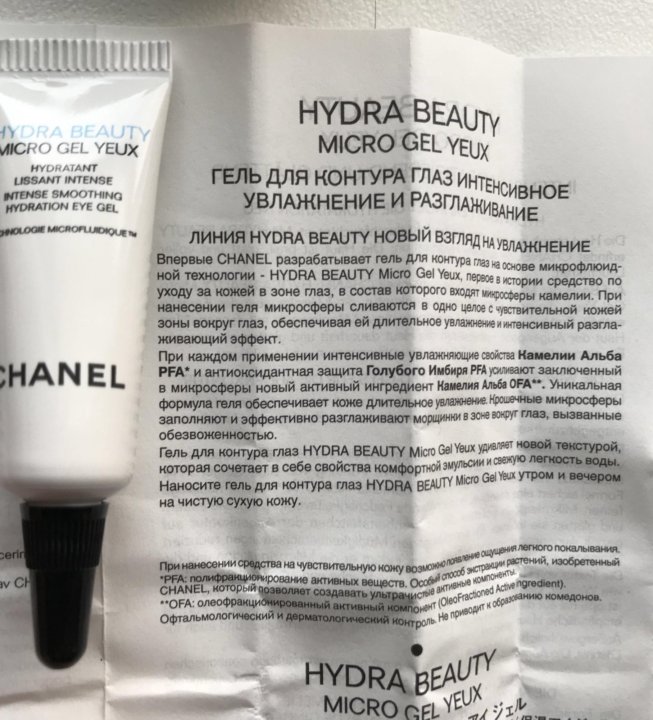 HYDRA BEAUTY
MICRO GEL YEUX
HYDRATANT
LISSANT INTENSE
INTENSE SMOOTHING
HYDRATION EYE GEL
CHNOLOGIE MICROFLUIDIQUE™
CHANEL
HYDRA BEAUTY
MICRO GEL YEUX
ГЕЛЬ ДЛЯ КОНТУРА ГЛАЗ ИНТЕНСИВНОЕ
УВЛАЖНЕНИЕ И РАЗГЛАЖИВАНИЕ
ЛИНИЯ HYDRA BEAUTY НОВЫЙ ВЗГЛЯД НА УВЛАЖНЕНИЕ
Впервые CHANEL разрабатывает гель для контура глаз на основе микрофлюид-
ной технологии - HYDRA BEAUTY Micro Gel Yeux, первое в истории средство по
уходу за кожей в зоне глаз, в состав которого входят микросферы камелии. При
нанесении геля микросферы сливаются в одно целое с чувствительной кожей
зоны вокруг глаз, обеспечивая ей длительное увлажнение и интенсивный разгла-
живающий эффект.
При каждом применении интенсивные увлажняющие свойства Камелии Альба
PFA* и антиоксидантная защита Голубого Имбиря PFA усиливают заключенный
в микросферы новый активный ингредиент Камелия Альба OFA**. Уникальная
формула геля обеспечивает коже длительное увлажнение. Крошечные микросферы
заполняют и эффективно разглаживают морщинки в зоне вокруг глаз, вызванные
обезвоженностью.
Гель для контура глаз HYDRA BEAUTY Micro Gel Yeux удивляет новой текстурой,
которая сочетает в себе свойства комфортной эмульсии и свежую легкость воды.
Наносите гель для контура глаз HYDRA BEAUTY Micro Gel Yeux утром и вечером
на чистую сухую кожу.
При нанесении средства на чувствительную кожу возможно появление ощущения легкого покалывания.
*PFA: полифракционирование активных веществ. Особый способ экстракции растений, изобретенный
CHANEL, который позволяет создавать ультрачистые активные компоненты.
**OFA: олеофракционированный активный компонент (OleoFractioned Active Ingredient).
Офтальмологический и дерматологический контроль. Не приводит к образованию комедонов.
HYDRA BEAUTY
MICRO GEL YEUX